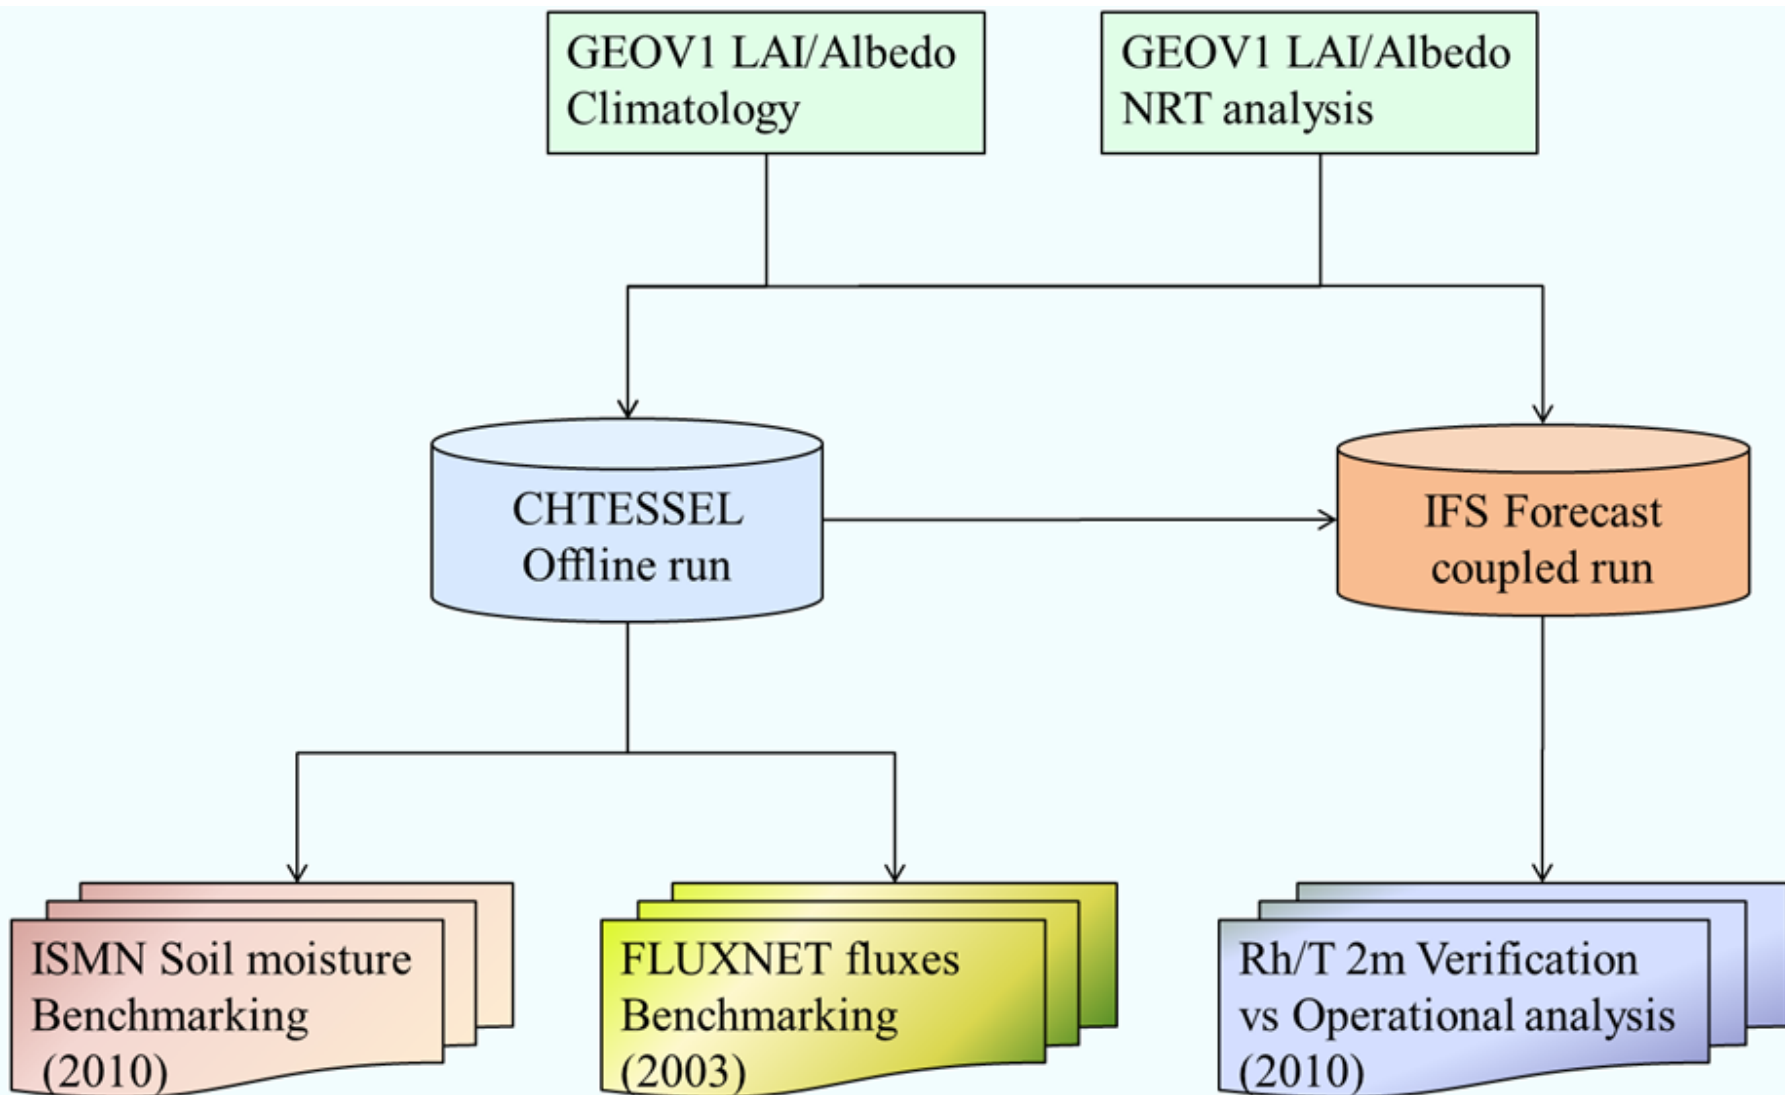 GEOV1 LAI/Albedo
Climatology
GEOV1 LAI/Albedo
NRT analysis
CHTESSEL
Offline run
IFS Forecast
coupled run
ISMN Soil moisture
Benchmarking
(2010)
FLUXNET fluxes
Benchmarking
(2003)
Rh/T 2m Verification
vs Operational analysis
(2010)